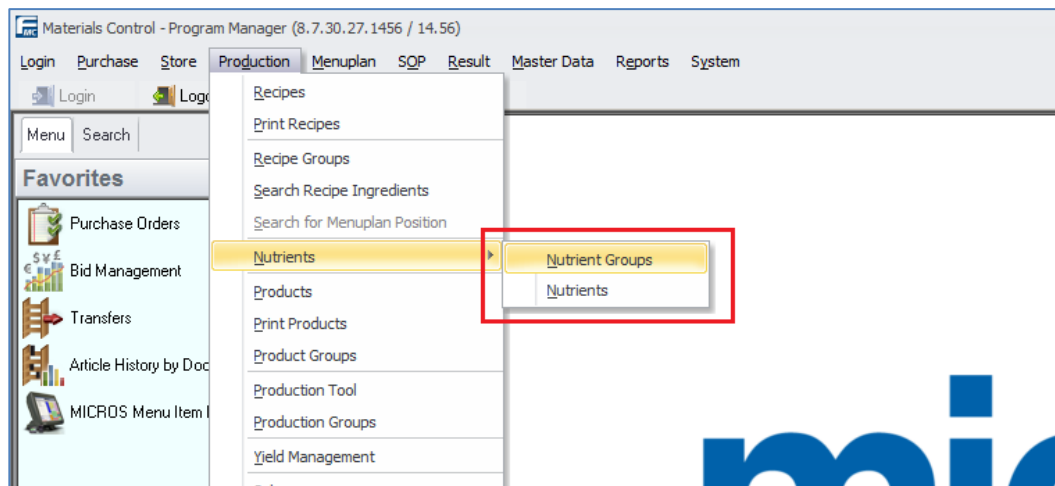 Materials Control - Program Manager (8.7.30.27.1456 / 14.56)
Login Purchase Store Production Menuplan SOP Result Master Data Reports System
Login
Menu Search
Favorites
Purchase Orders
Bid Management
Transfers
Article History by Doc
MICROS Menu Item
Recipes
Print Recipes
Recipe Groups
Search Recipe Ingredients
Search for Menuplan Position
Nutrients
Products
Print Products
Product Groups
Production Tool
Production Groups
Yield Management
Nutrient Groups
Nutrients